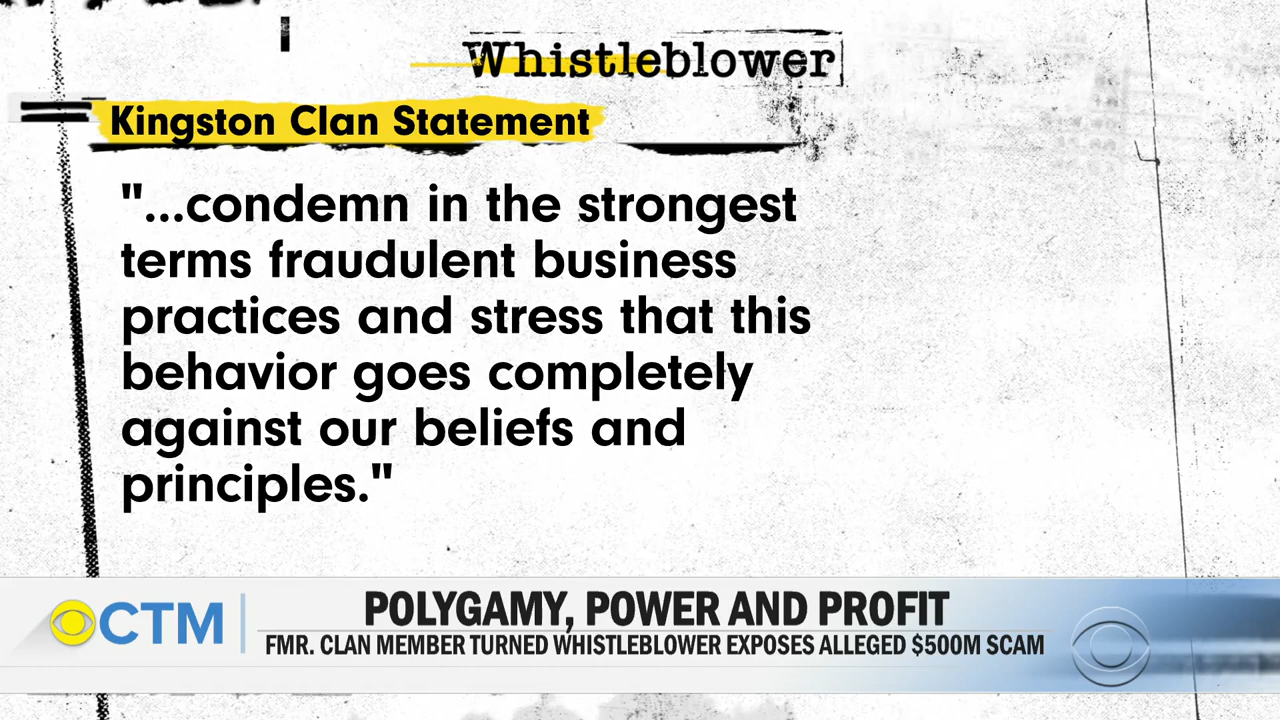 Whistleblower
Kingston Clan Statement
"...condemn in the strongest
terms fraudulent business
practices and stress that this
behavior goes completely
against our beliefs and
principles."
CTM
POLYGAMY, POWER AND PROFIT
FMR. CLAN MEMBER TURNED WHISTLEBLOWER EXPOSES ALLEGED $500M SCAM